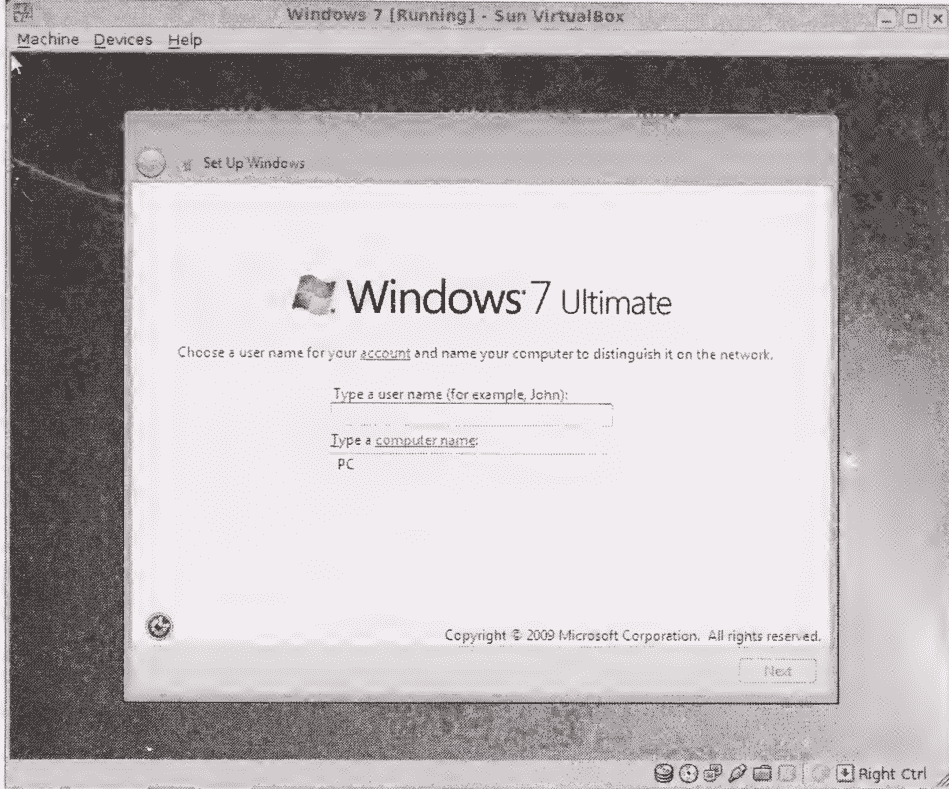 Windows 7 [Running] - Sun VirtualBox
Machine Devices Help
Set Up Windows
Windows 7 Ultimate
Choose a user name for your account and name your computer to distinguish it on the network.
Type a user name (for example, John):
Type a computer name:
PC
Copyright © 2009 Microsoft Corporation. All rights reserved.
Next
Right Ctrl